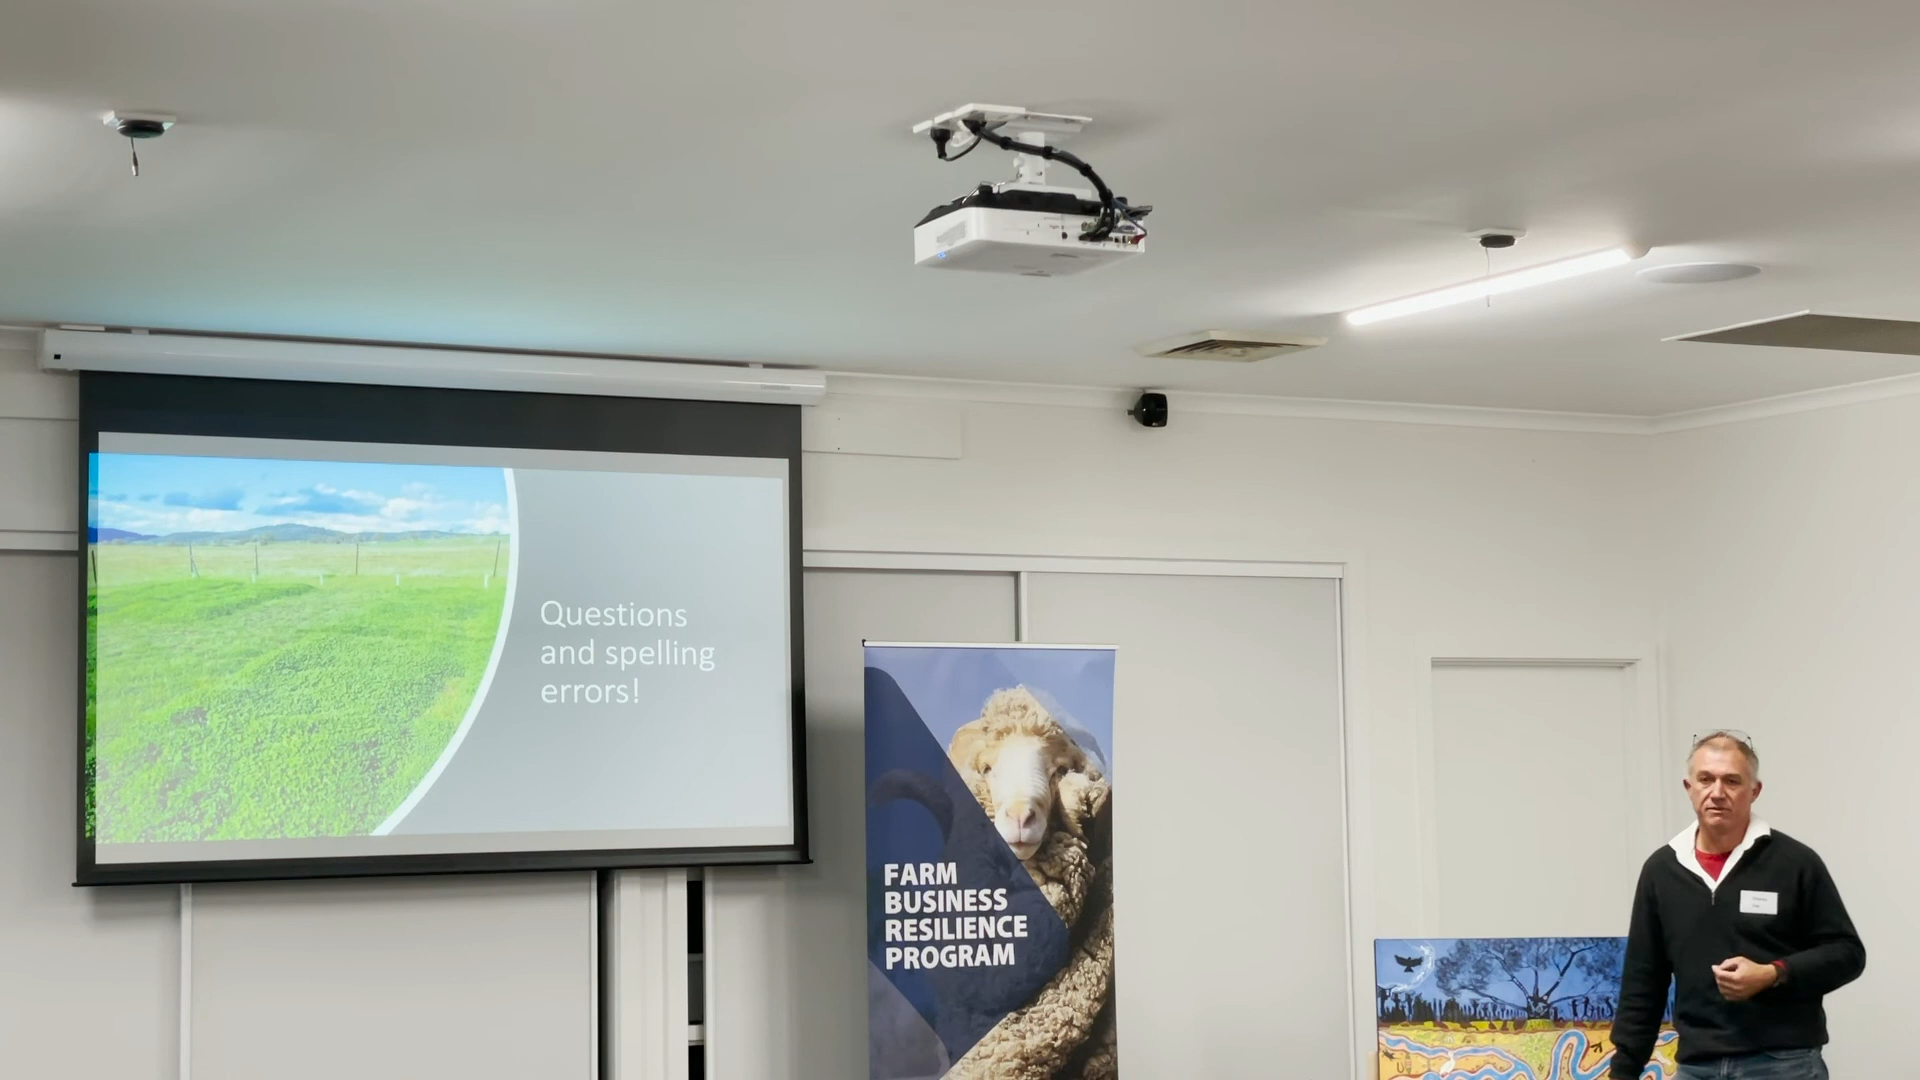 Questions
and spelling
errors!
FARM
BUSINESS
RESILIENCE
PROGRAM